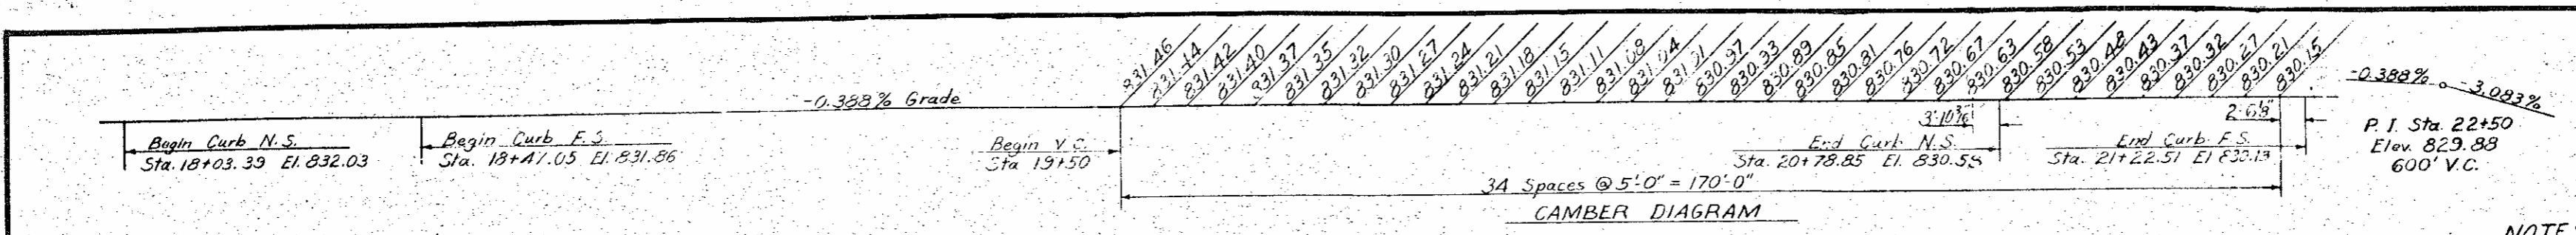 831.46
831.44
831.42
831.40
831.37
831.35
831.32
831.30
831.27
831.24
831.21
831.18
831.15
831.11
831.08
831.04
831.01
830.97
830.93
830.89
830.85
830.81
830.76
830.72
830.67
830.63
830.58
830.53
830.48
830.43
830.37
830.32
830.27
830.21
830.15
-0.388% Grade
-0.388%
-3.083%
Begin Curb N.S.
Sta. 18+03.39 El. 832.03
Begin Curb F.S.
Sta. 18+47.05 El. 831.86
Begin V.C.
Sta 19+50
End Curb N.S.
Sta. 20+78.85 El. 830.58
End Curb F.S.
Sta. 21+22.51 El 830.13
P.I. Sta. 22+50
Elev. 829.88
600' V.C.
34 Spaces @ 5'-0" = 170'-0"
CAMBER DIAGRAM
NOTE